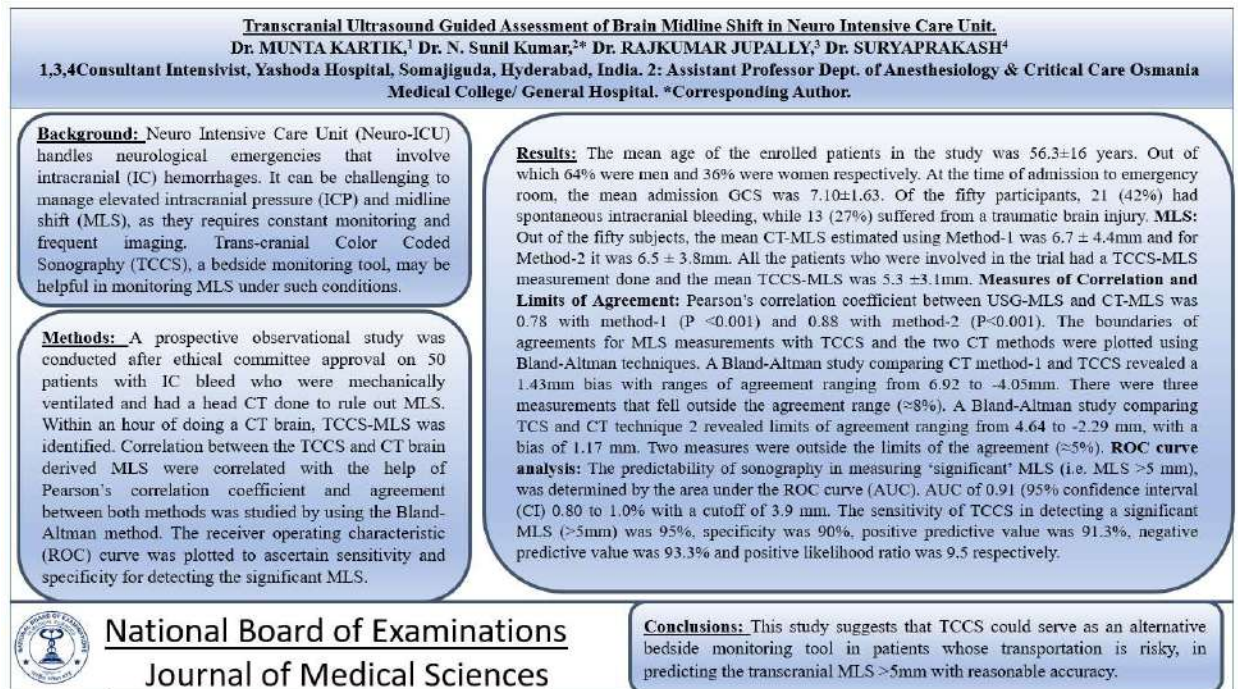 Transcranial Ultrasound Guided Assessment of Brain Midline Shift in Neuro Intensive Care Unit.
Dr. MUNTA KARTIK,¹ Dr. N. Sunil Kumar,²* Dr. RAJKUMAR JUPALLY,³ Dr. SURYAPRAKASH⁴
1,3,4Consultant Intensivist, Yashoda Hospital, Somajiguda, Hyderabad, India. 2: Assistant Professor Dept. of Anesthesiology & Critical Care Osmania
Medical College/ General Hospital. *Corresponding Author.
Background: Neuro Intensive Care Unit (Neuro-ICU)
handles neurological emergencies that involve
intracranial (IC) hemorrhages. It can be challenging to
manage elevated intracranial pressure (ICP) and midline
shift (MLS), as they requires constant monitoring and
frequent imaging. Trans-cranial Color Coded
Sonography (TCCS), a bedside monitoring tool, may be
helpful in monitoring MLS under such conditions.
Methods: A prospective observational study was
conducted after ethical committee approval on 50
patients with IC bleed who were mechanically
ventilated and had a head CT done to rule out MLS.
Within an hour of doing a CT brain, TCCS-MLS was
identified. Correlation between the TCCS and CT brain
derived MLS were correlated with the help of
Pearson's correlation coefficient and agreement
between both methods was studied by using the Bland-
Altman method. The receiver operating characteristic
(ROC) curve was plotted to ascertain sensitivity and
specificity for detecting the significant MLS.
Results: The mean age of the enrolled patients in the study was 56.3±16 years. Out of
which 64% were men and 36% were women respectively. At the time of admission to emergency
room, the mean admission GCS was 7.10±1.63. Of the fifty participants, 21 (42%) had
spontaneous intracranial bleeding, while 13 (27%) suffered from a traumatic brain injury. MLS:
Out of the fifty subjects, the mean CT-MLS estimated using Method-1 was 6.7 ± 4.4mm and for
Method-2 it was 6.5 ± 3.8mm. All the patients who were involved in the trial had a TCCS-MLS
measurement done and the mean TCCS-MLS was 5.3 ±3.1mm. Measures of Correlation and
Limits of Agreement: Pearson's correlation coefficient between USG-MLS and CT-MLS was
0.78 with method-1 (P <0.001) and 0.88 with method-2 (P<0.001). The boundaries of
agreements for MLS measurements with TCCS and the two CT methods were plotted using
Bland-Altman techniques. A Bland-Altman study comparing CT method-1 and TCCS revealed a
1.43mm bias with ranges of agreement ranging from 6.92 to -4.05mm. There were three
measurements that fell outside the agreement range (≈8%). A Bland-Altman study comparing
TCS and CT technique 2 revealed limits of agreement ranging from 4.64 to -2.29 mm, with a
bias of 1.17 mm. Two measures were outside the limits of the agreement (≈5%). ROC curve
analysis: The predictability of sonography in measuring 'significant' MLS (i.e. MLS >5 mm),
was determined by the area under the ROC curve (AUC). AUC of 0.91 (95% confidence interval
(CI) 0.80 to 1.0% with a cutoff of 3.9 mm. The sensitivity of TCCS in detecting a significant
MLS (>5mm) was 95%, specificity was 90%, positive predictive value was 91.3%, negative
predictive value was 93.3% and positive likelihood ratio was 9.5 respectively.
National Board of Examinations
Journal of Medical Sciences
Conclusions: This study suggests that TCCS could serve as an alternative
bedside monitoring tool in patients whose transportation is risky, in
predicting the transcranial MLS >5mm with reasonable accuracy.